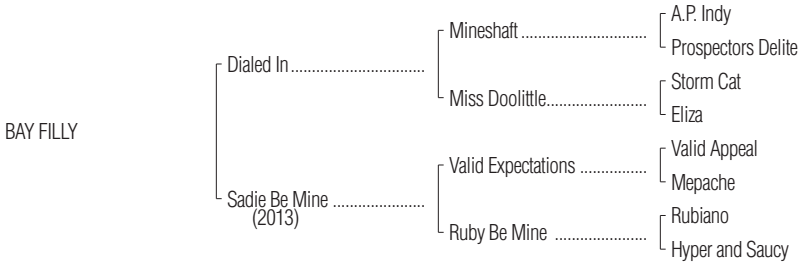 A.P. Indy
Mineshaft ..............................
Prospectors Delite
Dialed In ................................
Storm Cat
Miss Doolittle........................
Eliza
BAY FILLY
Valid Appeal
Valid Expectations ................
Mepache
Sadie Be Mine ......................
(2013)
Rubiano
Ruby Be Mine ......................
Hyper and Saucy